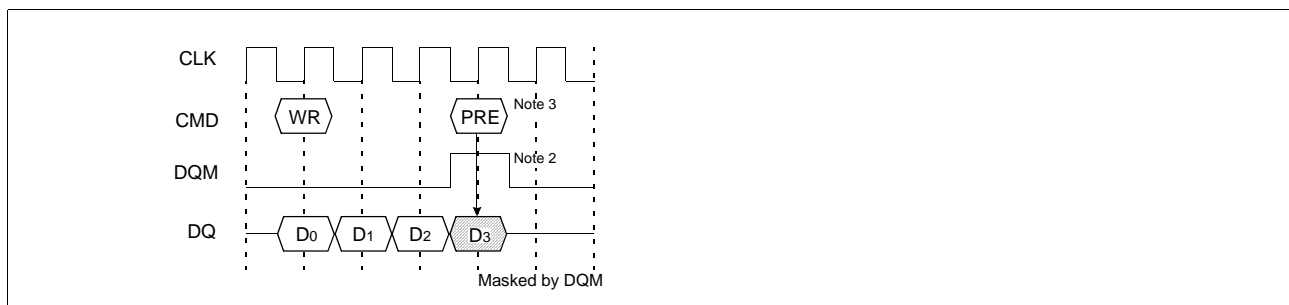 CLK
CMD WR PRE Note 3
DQM Note 2
DQ D0 D1 D2 D3
Masked by DQM